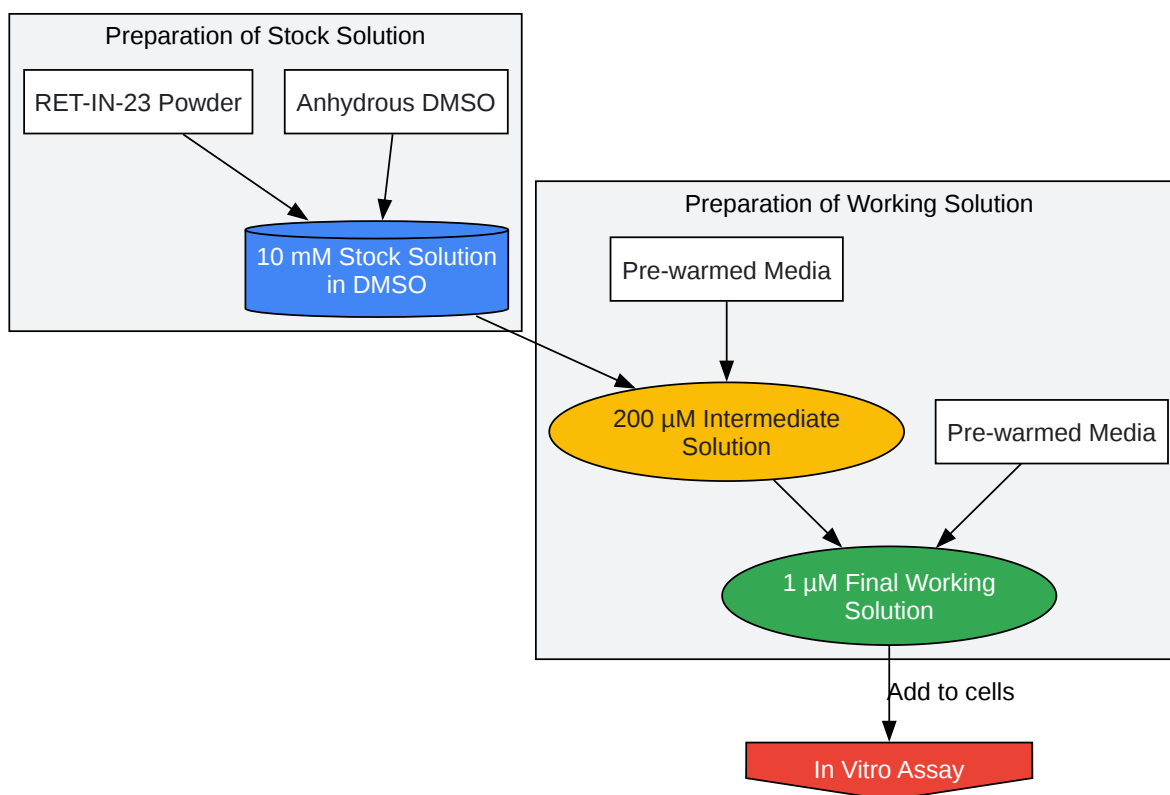 Preparation of Stock Solution
RET-IN-23 Powder
Anhydrous DMSO
10 mM Stock Solution
in DMSO
Preparation of Working Solution
Pre-warmed Media
200 µM Intermediate
Solution
Pre-warmed Media
1 µM Final Working
Solution
Add to cells
In Vitro Assay